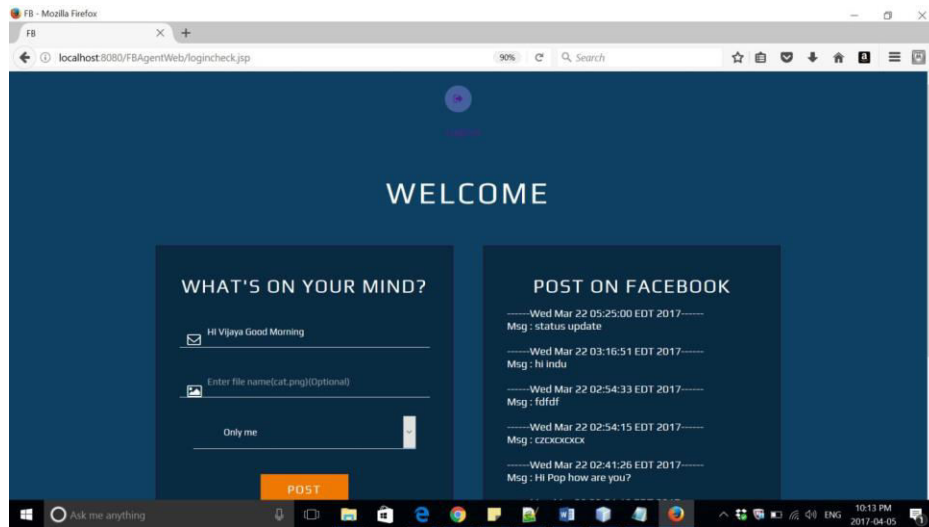 FB - Mozilla Firefox
FB
localhost:8080/FBAgentWeb/logincheck.jsp
90%
Search
WELCOME
WHAT'S ON YOUR MIND?
HI Vijaya Good Morning
Enter file name(cat.png)(Optional)
Only me
POST
POST ON FACEBOOK
------Wed Mar 22 05:25:00 EDT 2017------
Msg : status update
------Wed Mar 22 03:16:51 EDT 2017------
Msg : hi indu
------Wed Mar 22 02:54:33 EDT 2017------
Msg : fdfdf
------Wed Mar 22 02:54:15 EDT 2017------
Msg : czcxcxcxcx
------Wed Mar 22 02:41:26 EDT 2017------
Msg : Hi Pop how are you?
Ask me anything
ENG
10:13 PM
2017-04-05